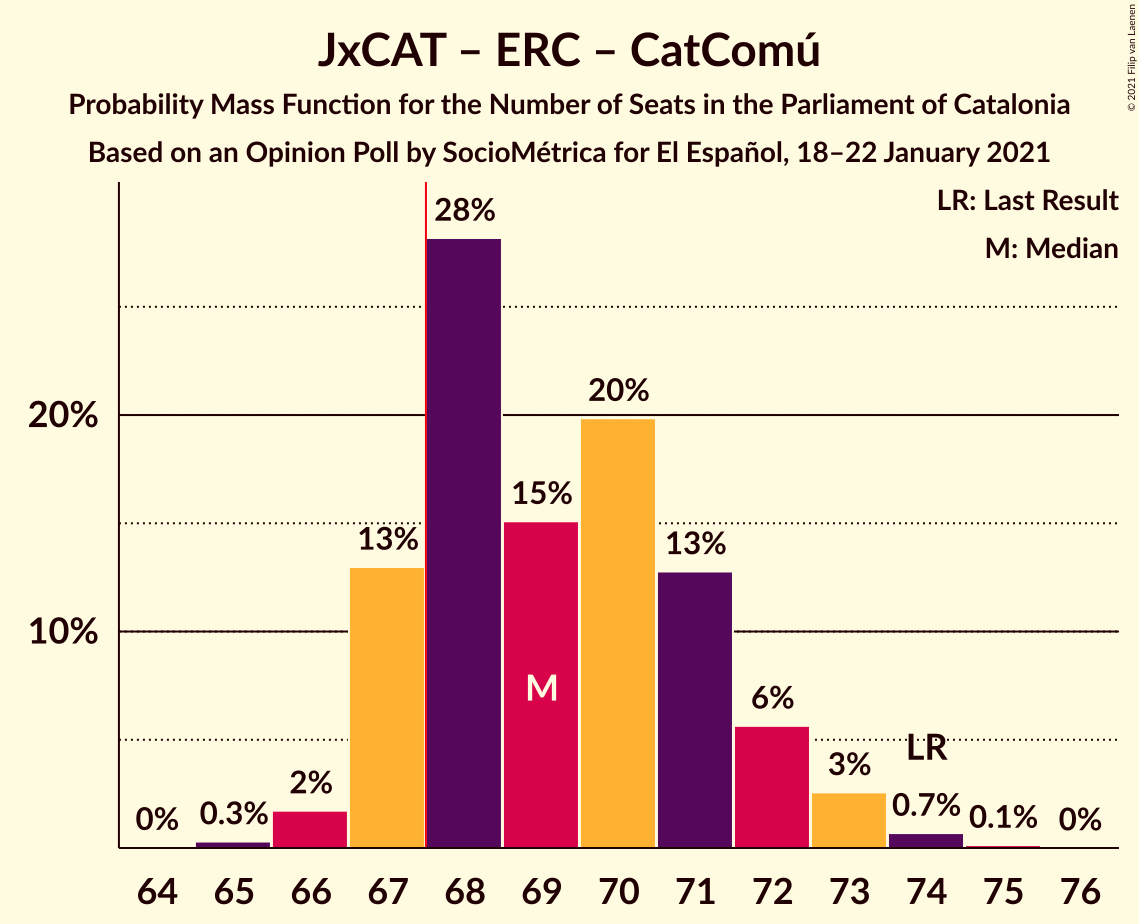 JxCAT – ERC – CatComú
Probability Mass Function for the Number of Seats in the Parliament of Catalonia
Based on an Opinion Poll by SocioMétrica for El Español, 18–22 January 2021
© 2021 Filip van Laenen
LR: Last Result
M: Median
28%
20%
20%
15%
13%
13%
10%
M
6%
LR
3%
2%
0%
0.3%
0.7%
0.1%
0%
64 65 66 67 68 69 70 71 72 73 74 75 76